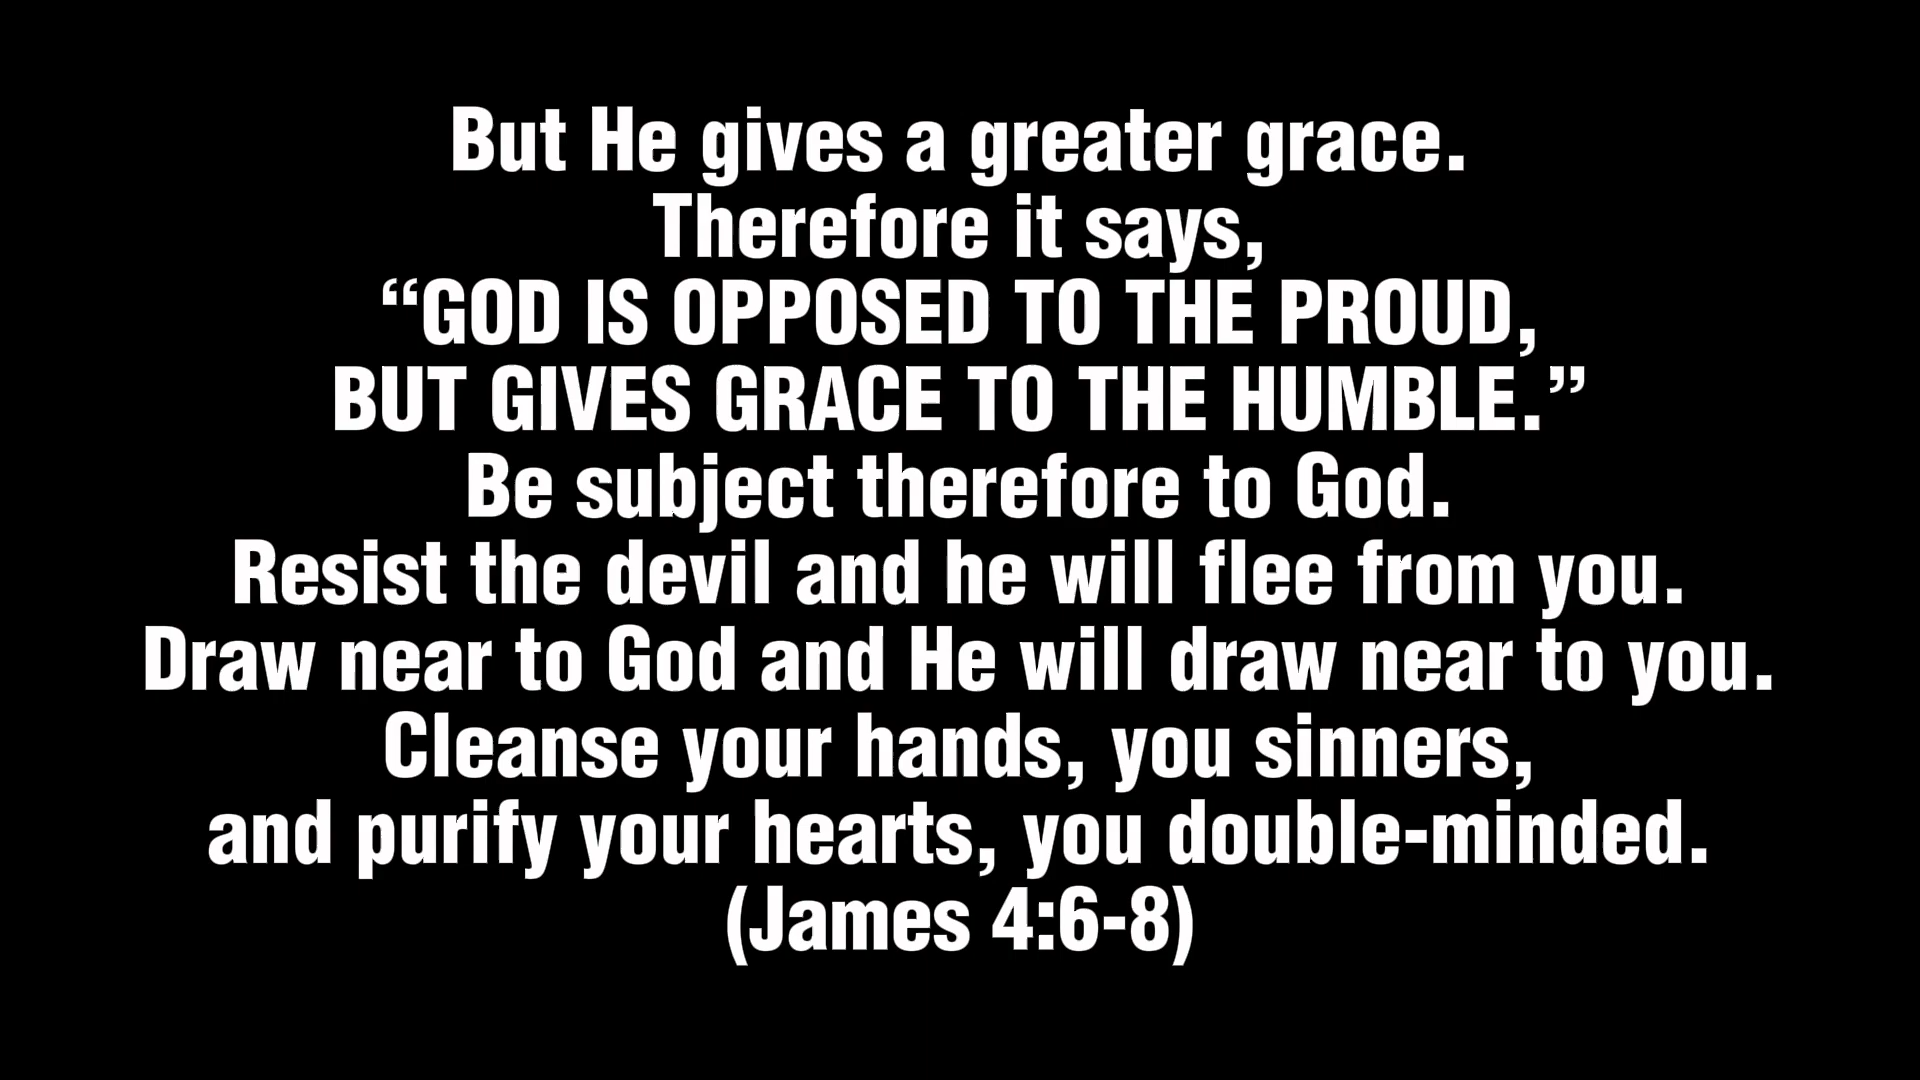 But He gives a greater grace.
Therefore it says,
“GOD IS OPPOSED TO THE PROUD,
BUT GIVES GRACE TO THE HUMBLE.”
Be subject therefore to God.
Resist the devil and he will flee from you.
Draw near to God and He will draw near to you.
Cleanse your hands, you sinners,
and purify your hearts, you double-minded.
(James 4:6-8)